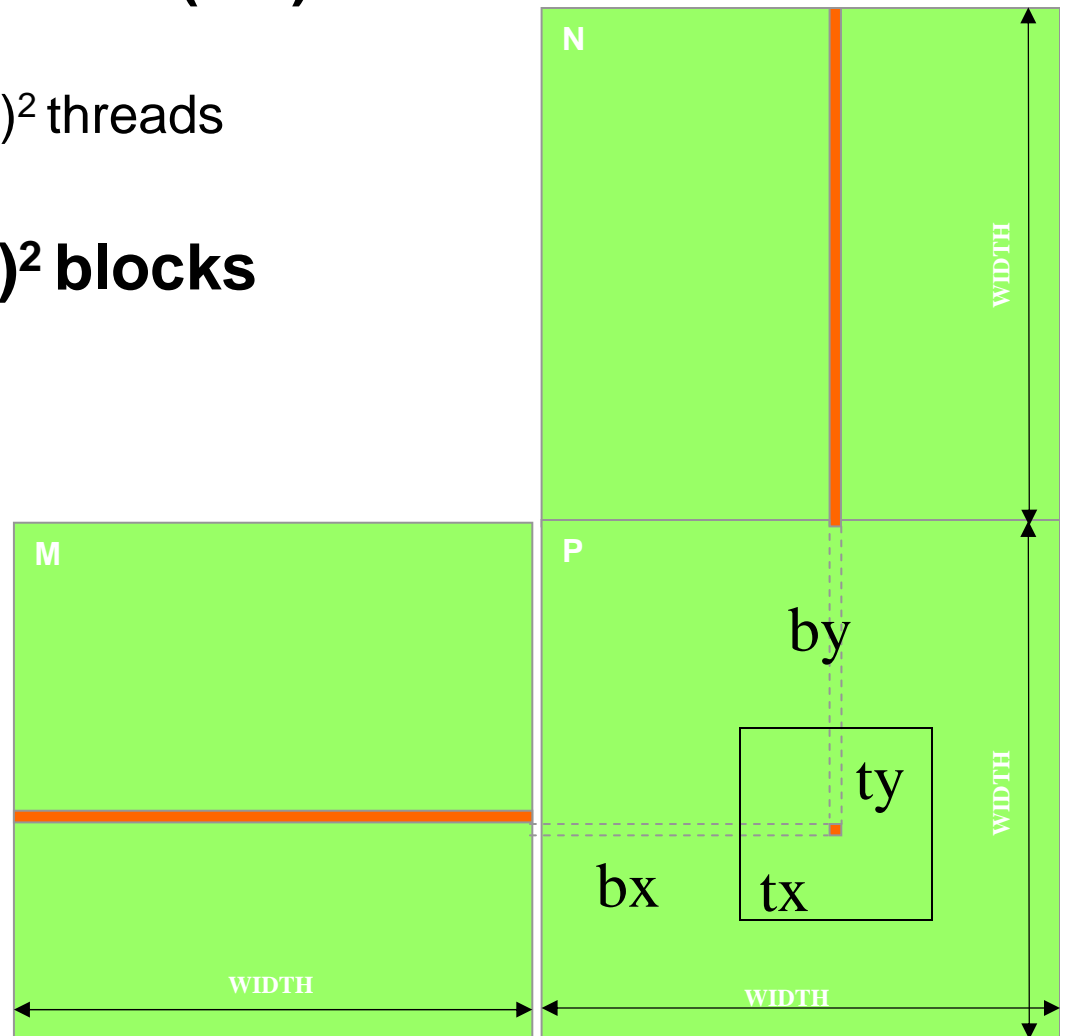 )² threads
)² blocks
N
WIDTH
M
P
by
WIDTH
ty
bx
tx
WIDTH
WIDTH